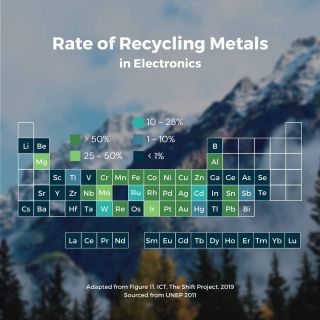 Rate of Recycling Metals
in Electronics
10 – 25%
> 50%
1 – 10%
25 – 50%
< 1%
Li Be B
Mg Al
Sc Ti V Cr Mn Fe Co Ni Cu Zn Ga Ge As Se
Sr Y Zr Nb Mo Ru Rh Pd Ag Cd In Sn Sb Te
Cs Ba Hf Ta W Re Os Ir Pt Au Hg Tl Pb Bi
La Ce Pr Nd Sm Eu Gd Tb Dy Ho Er Tm Yb Lu
Adapted from Figure 11. ICT, The Shift Project, 2019
Sourced from UNEP 2011